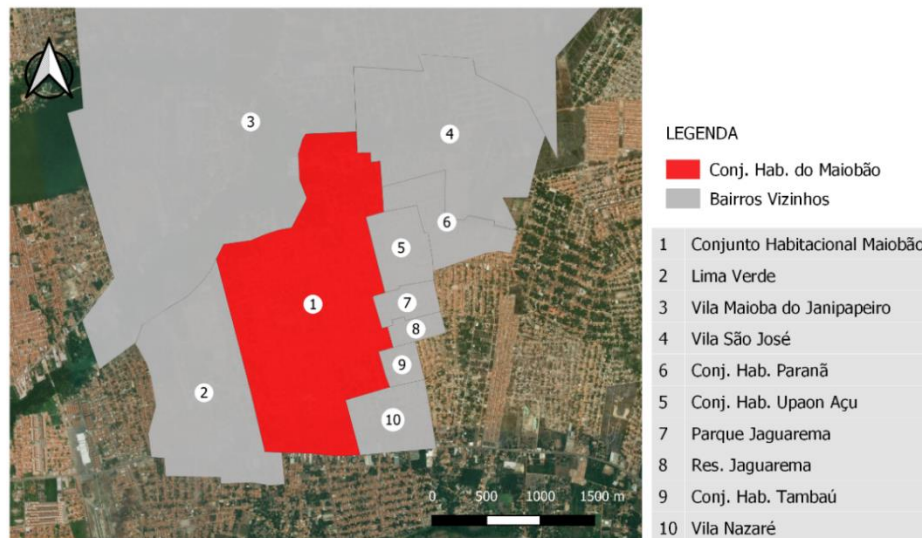 3
4
6
5
1
7
8
9
2
10
0 500 1000 1500 m
LEGENDA
Conj. Hab. do Maiobão
Bairros Vizinhos
1 Conjunto Habitacional Maiobão
2 Lima Verde
3 Vila Maioba do Janipapeiro
4 Vila São José
6 Conj. Hab. Paranã
5 Conj. Hab. Upaon Açu
7 Parque Jaguarema
8 Res. Jaguarema
9 Conj. Hab. Tambaú
10 Vila Nazaré